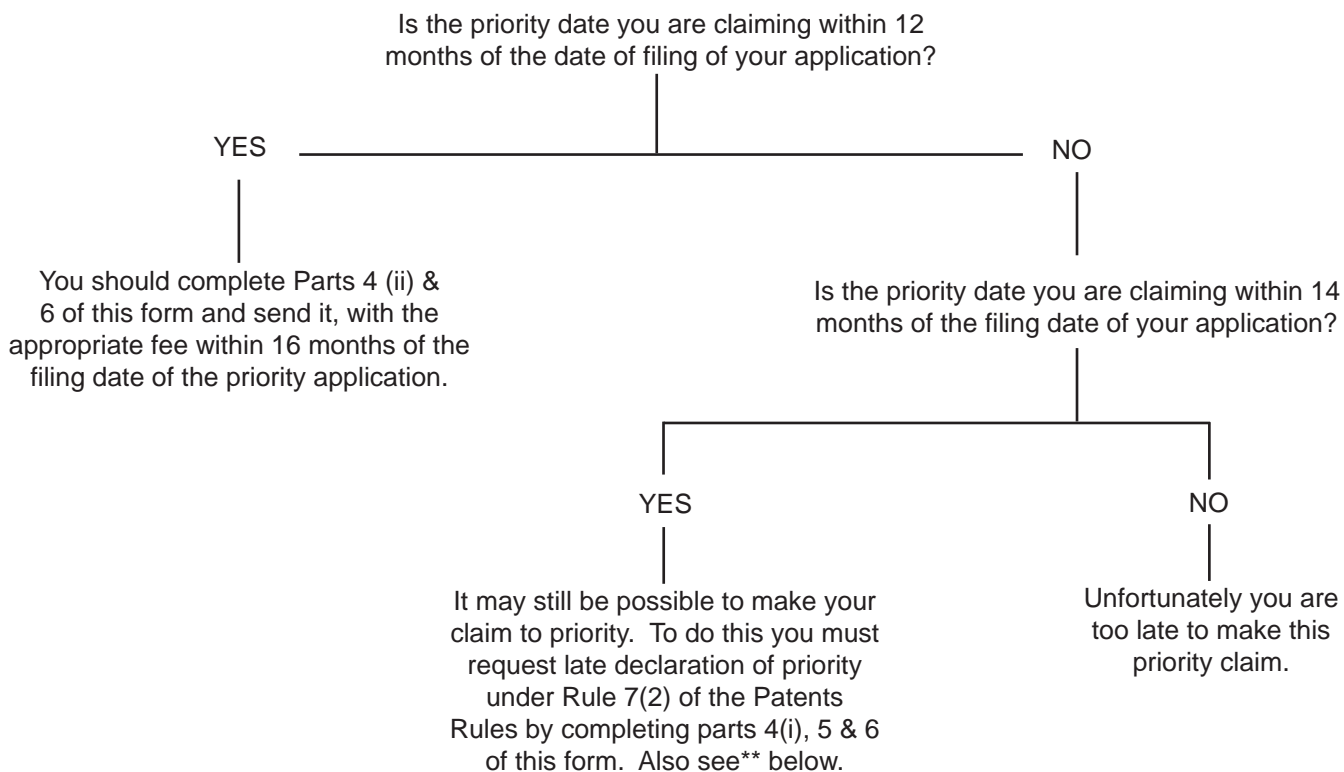 Is the priority date you are claiming within 12
months of the date of filing of your application?
YES
NO
You should complete Parts 4 (ii) &
6 of this form and send it, with the
appropriate fee within 16 months of the
filing date of the priority application.
Is the priority date you are claiming within 14
months of the filing date of your application?
YES
NO
It may still be possible to make your
claim to priority.  To do this you must
request late declaration of priority
under Rule 7(2) of the Patents
Rules by completing parts 4(i), 5 & 6
of this form.  Also see** below.
Unfortunately you are
too late to make this
priority claim.